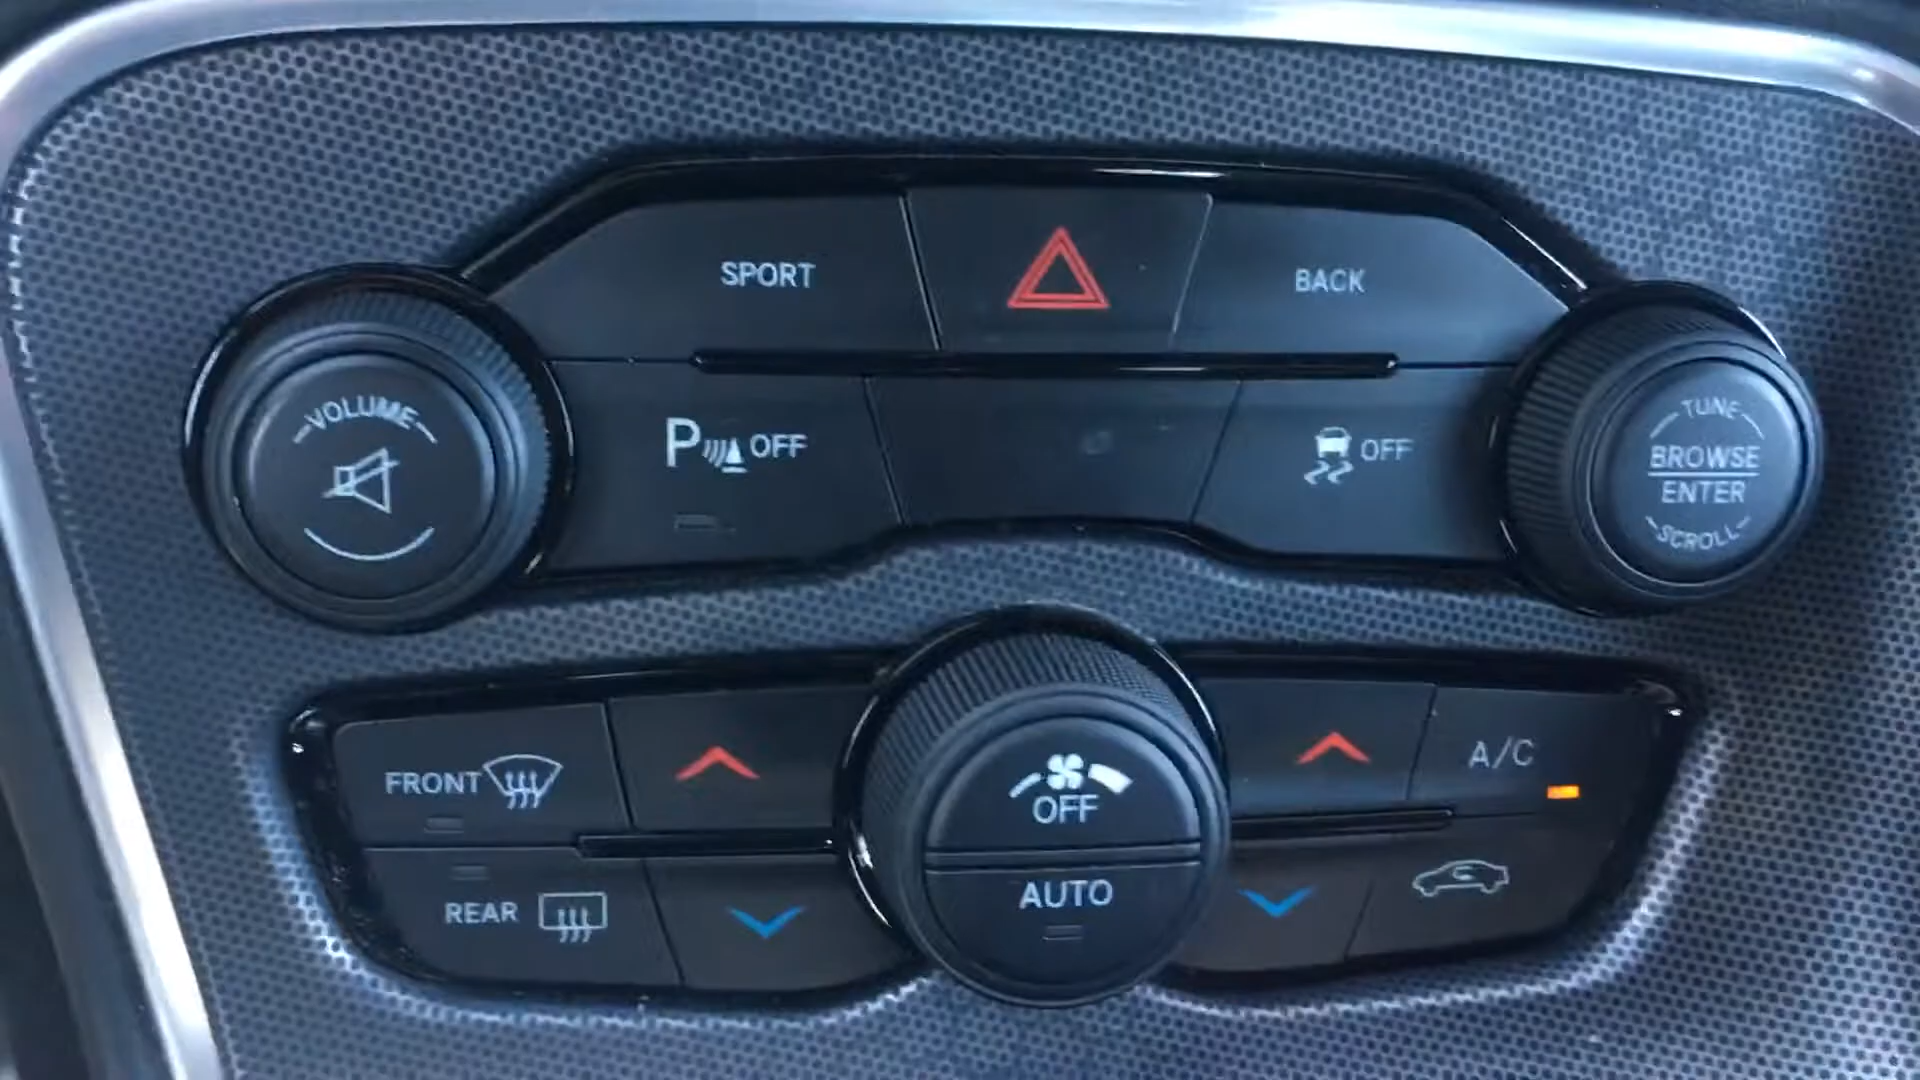 SPORT
BACK
VOLUME
P OFF
OFF
TUNE
BROWSE
ENTER
SCROLL
FRONT
OFF
A/C
REAR
AUTO